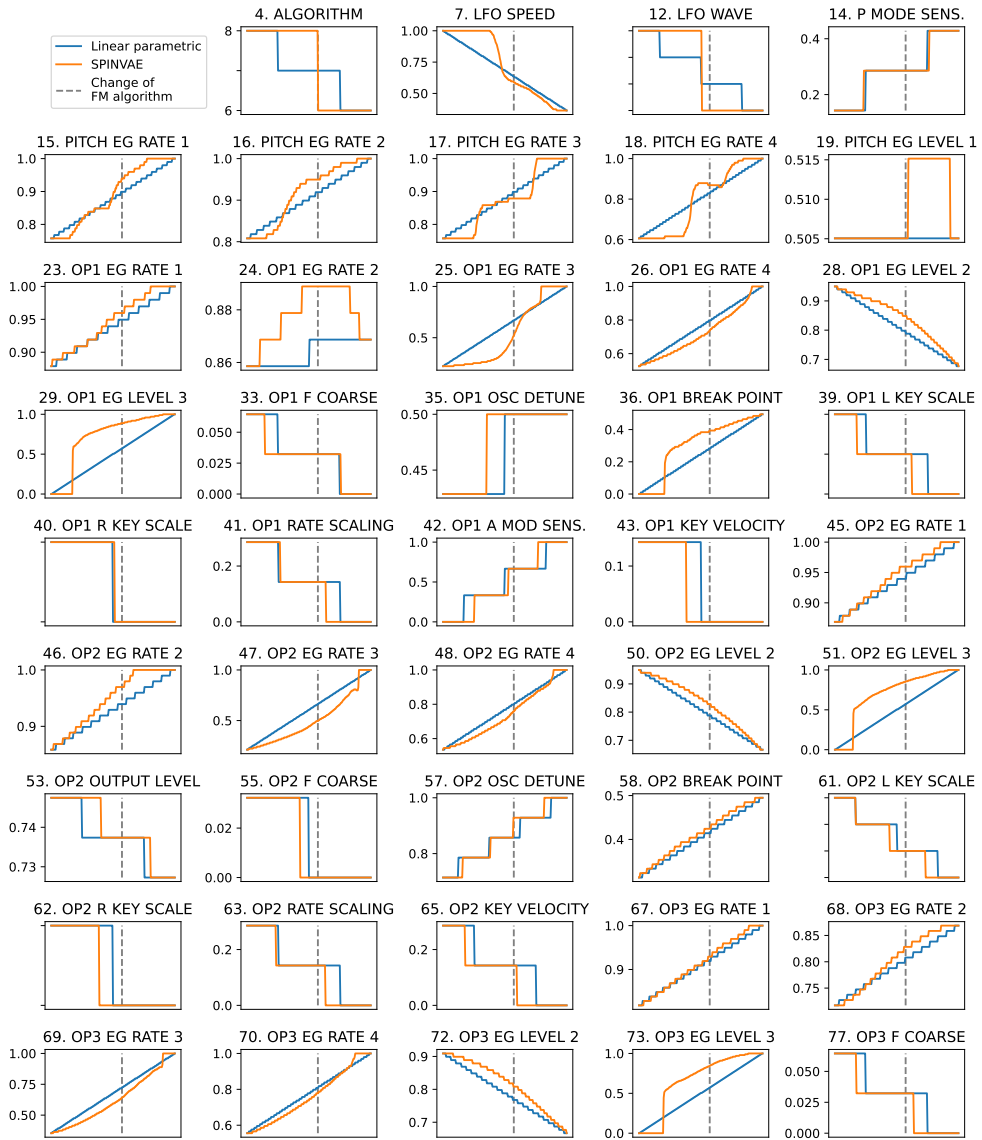 4. ALGORITHM
7. LFO SPEED
12. LFO WAVE
14. P MODE SENS.
Linear parametric
SPINVAE
Change of
FM algorithm
8
7
6
1.00
0.75
0.50
0.4
0.2
15. PITCH EG RATE 1
16. PITCH EG RATE 2
17. PITCH EG RATE 3
18. PITCH EG RATE 4
19. PITCH EG LEVEL 1
1.0
0.9
0.8
1.0
0.9
0.8
1.0
0.9
0.8
1.0
0.8
0.6
0.515
0.510
0.505
23. OP1 EG RATE 1
24. OP1 EG RATE 2
25. OP1 EG RATE 3
26. OP1 EG RATE 4
28. OP1 EG LEVEL 2
1.00
0.95
0.90
0.88
0.86
1.0
0.5
1.0
0.8
0.6
0.9
0.8
0.7
29. OP1 EG LEVEL 3
33. OP1 F COARSE
35. OP1 OSC DETUNE
36. OP1 BREAK POINT
39. OP1 L KEY SCALE
1.0
0.5
0.0
0.050
0.025
0.000
0.50
0.45
0.4
0.2
0.0
40. OP1 R KEY SCALE
41. OP1 RATE SCALING
42. OP1 A MOD SENS.
43. OP1 KEY VELOCITY
45. OP2 EG RATE 1
0.2
0.0
1.0
0.5
0.0
0.1
0.0
1.00
0.95
0.90
46. OP2 EG RATE 2
47. OP2 EG RATE 3
48. OP2 EG RATE 4
50. OP2 EG LEVEL 2
51. OP2 EG LEVEL 3
1.0
0.9
1.0
0.5
1.0
0.8
0.6
0.9
0.8
0.7
1.0
0.5
0.0
53. OP2 OUTPUT LEVEL
55. OP2 F COARSE
57. OP2 OSC DETUNE
58. OP2 BREAK POINT
61. OP2 L KEY SCALE
0.74
0.73
0.02
0.00
1.0
0.8
0.5
0.4
62. OP2 R KEY SCALE
63. OP2 RATE SCALING
65. OP2 KEY VELOCITY
67. OP3 EG RATE 1
68. OP3 EG RATE 2
0.2
0.0
0.2
0.0
1.0
0.9
0.85
0.80
0.75
69. OP3 EG RATE 3
70. OP3 EG RATE 4
72. OP3 EG LEVEL 2
73. OP3 EG LEVEL 3
77. OP3 F COARSE
1.00
0.75
0.50
1.0
0.8
0.6
0.9
0.8
0.7
1.0
0.5
0.0
0.050
0.025
0.000